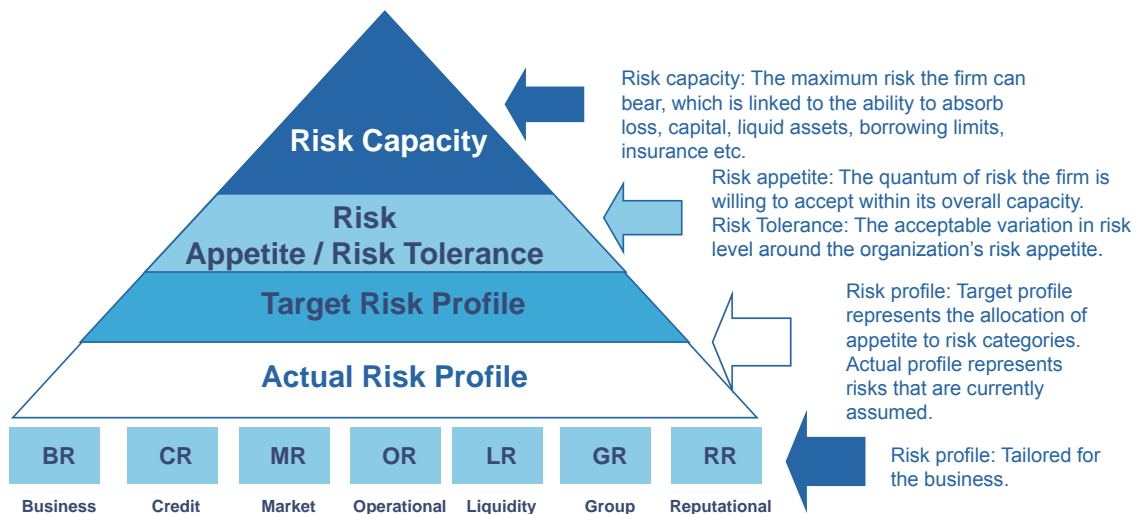 Risk Capacity
Risk capacity: The maximum risk the firm can
bear, which is linked to the ability to absorb
loss, capital, liquid assets, borrowing limits,
insurance etc.
Risk
Appetite / Risk Tolerance
Risk appetite: The quantum of risk the firm is
willing to accept within its overall capacity.
Risk Tolerance: The acceptable variation in risk
level around the organization’s risk appetite.
Target Risk Profile
Actual Risk Profile
Risk profile: Target profile
represents the allocation of
appetite to risk categories.
Actual profile represents
risks that are currently
assumed.
BR CR MR OR LR GR RR
Business Credit Market Operational Liquidity Group Reputational
Risk profile: Tailored for
the business.